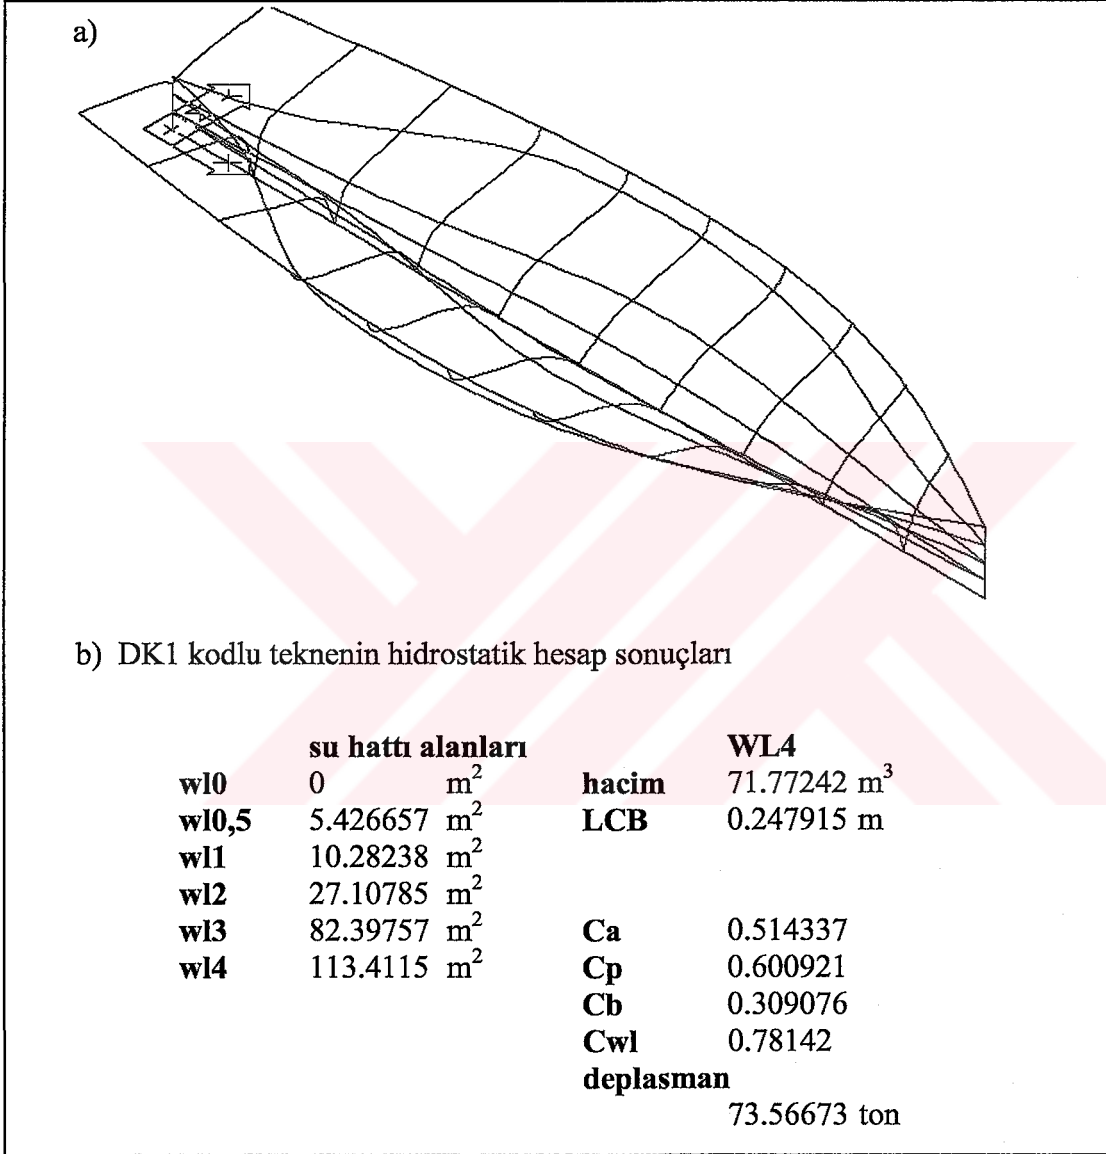 a)
b) DK1 kodlu teknenin hidrostatik hesap sonuçları
su hattı alanları WL4
wl0 0 m² hacim 71.77242 m³
wl0,5 5.426657 m² LCB 0.247915 m
wl1 10.28238 m²
wl2 27.10785 m²
wl3 82.39757 m² Ca 0.514337
wl4 113.4115 m² Cp 0.600921
Cb 0.309076
Cwl 0.78142
deplasman
73.56673 ton